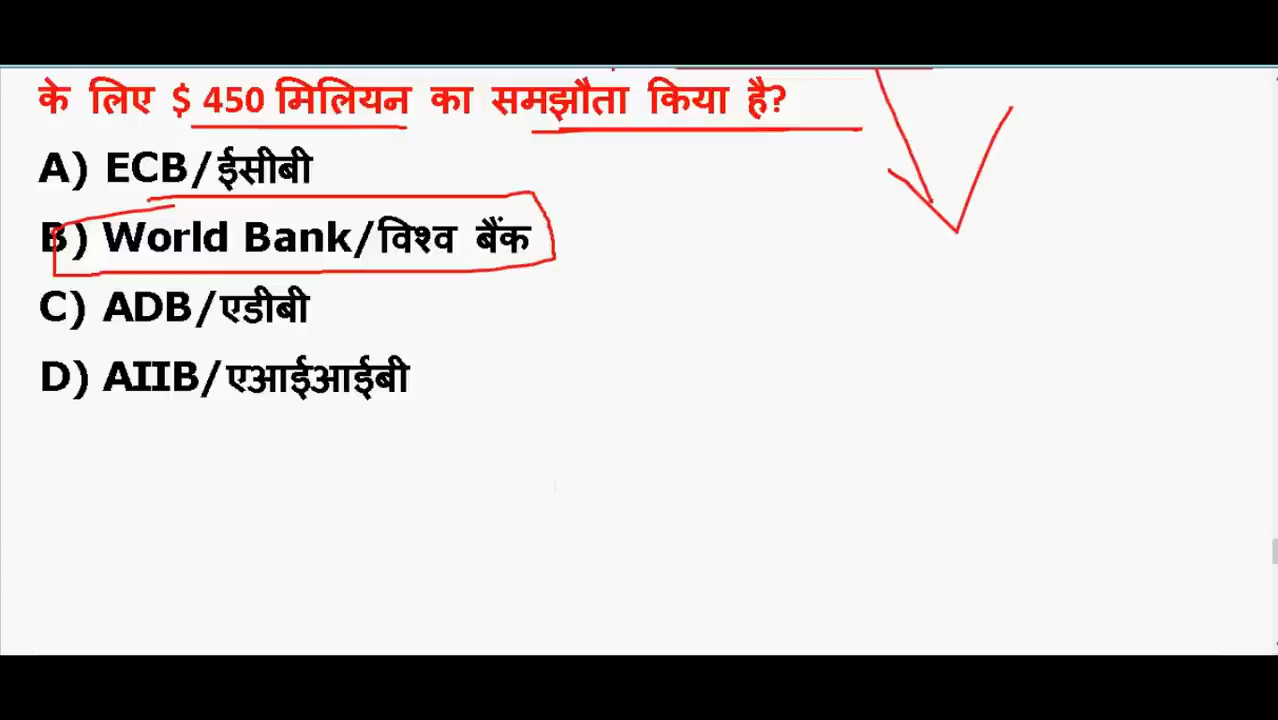 के लिए $ 450 मिलियन का समझौता किया है?
A) ECB/ईसीबी
B) World Bank/विश्व बैंक
C) ADB/एडीबी
D) AIIB/एआईआईबी